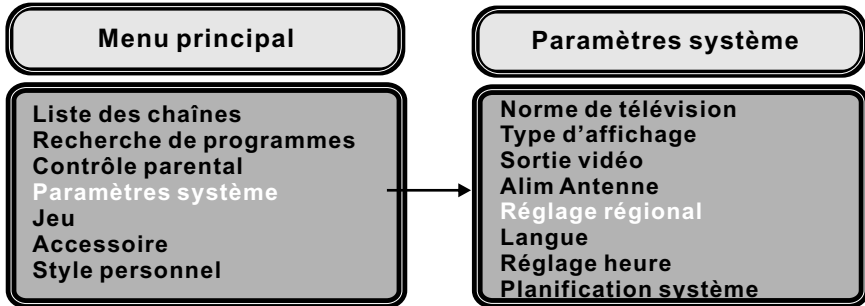 Menu principal
Liste des chaînes
Recherche de programmes
Contrôle parental
Paramètres système
Jeu
Accessoire
Style personnel
Paramètres système
Norme de télévision
Type d'affichage
Sortie vidéo
Alim Antenne
Réglage régional
Langue
Réglage heure
Planification système